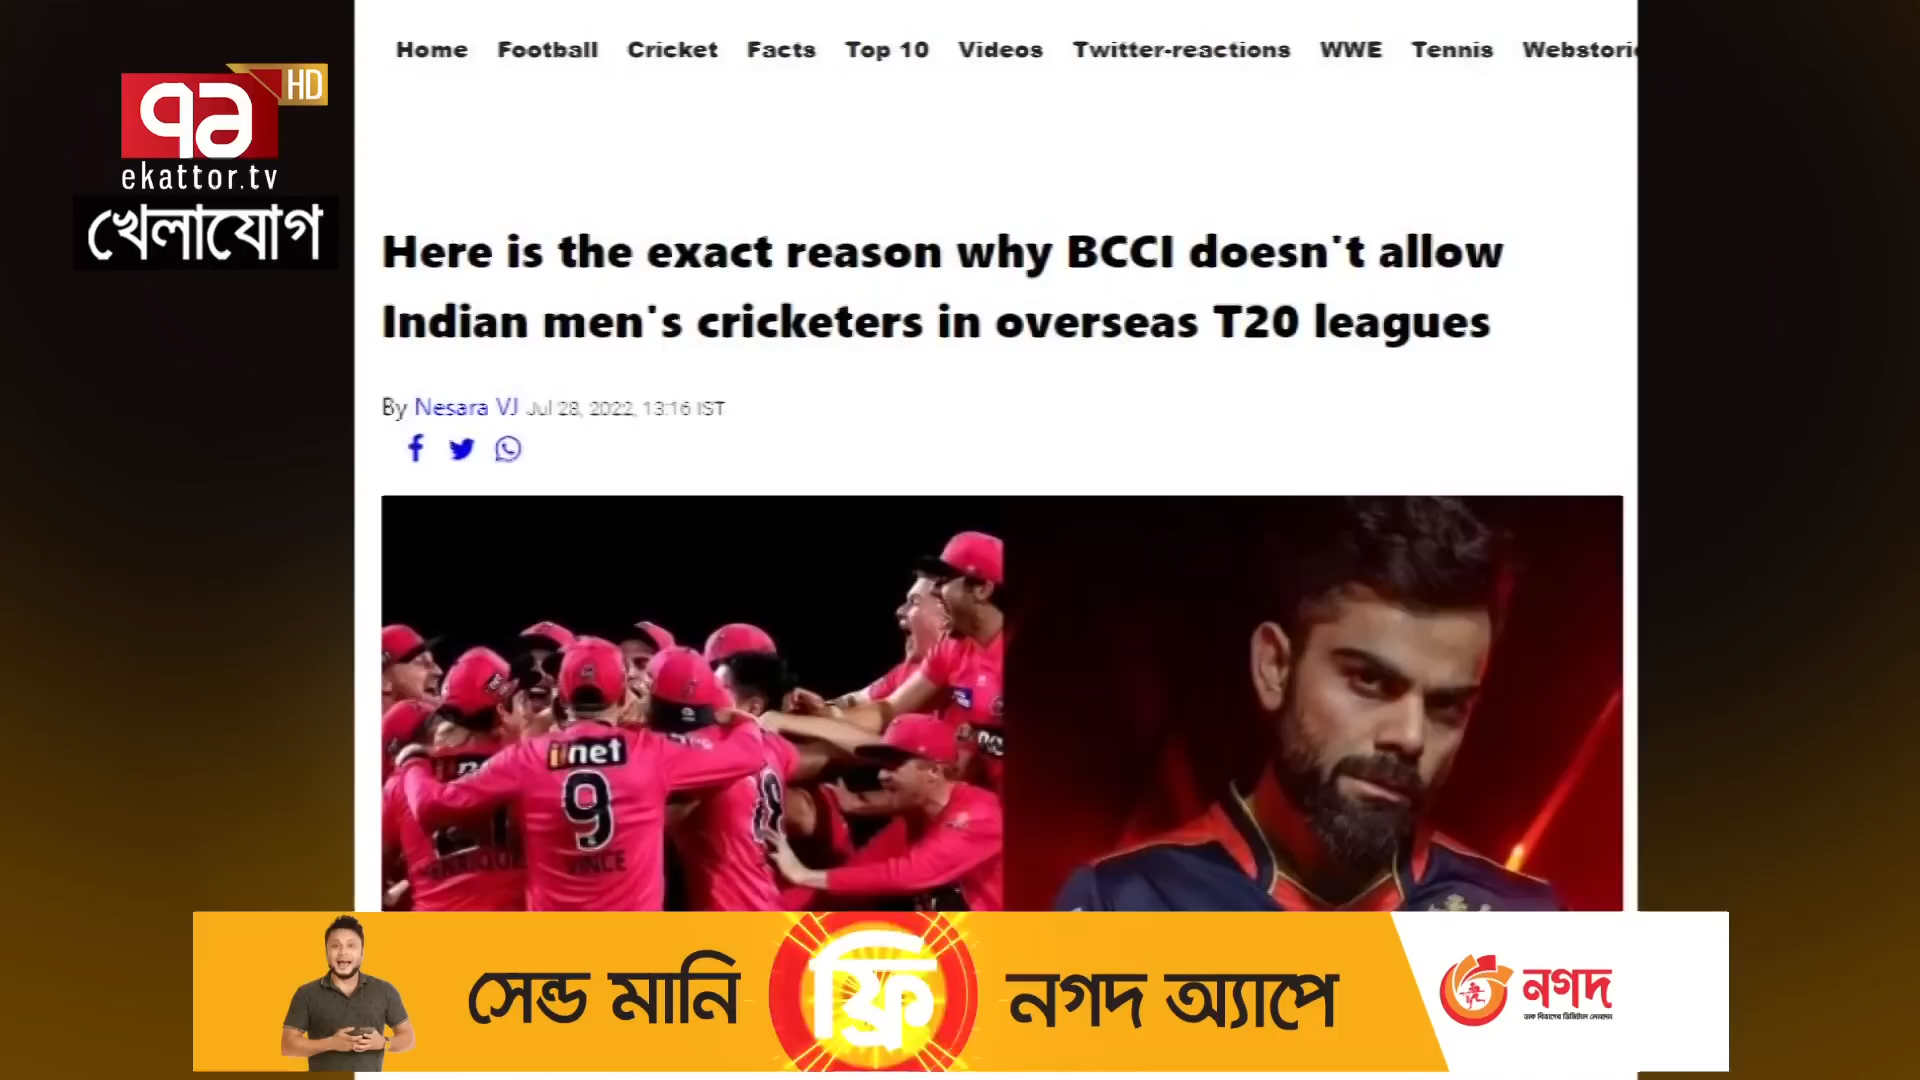 Home Football Cricket Facts Top 10 Videos Twitter-reactions WWE Tennis
HD
৭১
ekattor.tv
খেলাযোগ
Here is the exact reason why BCCI doesn't allow
Indian men's cricketers in overseas T20 leagues
By Nesara VJ Jul 28, 2022, 13:16 IST
iinet
9
সেন্ড মানি ফ্রি নগদ অ্যাপে
নগদ
ডাক বিভাগের ডিজিটাল লেনদেন